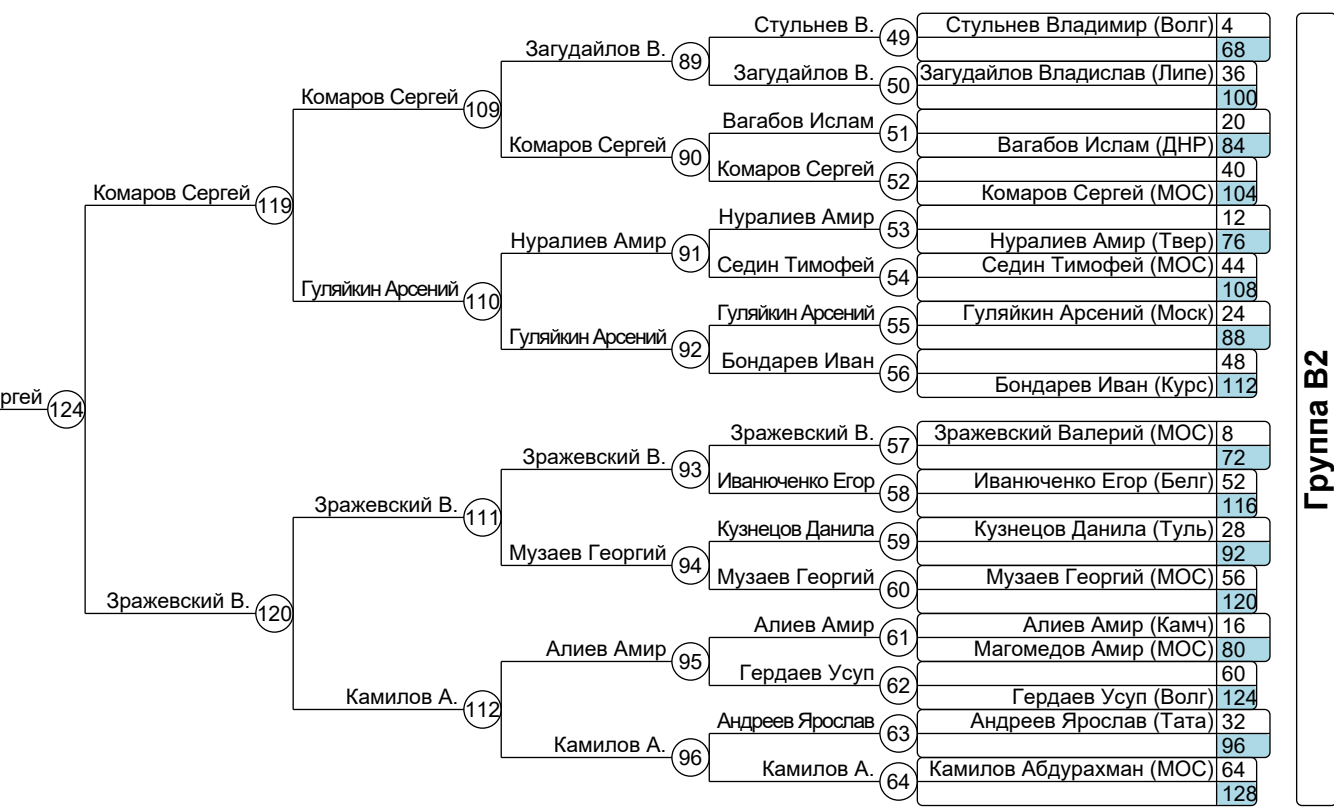 Стульнев В.
49
Стульнев Владимир (Волг)
4
68
Загудайлов В.
89
Загудайлов В.
50
Загудайлов Владислав (Липе)
36
100
Комаров Сергей
109
Вагабов Ислам
51
20
Вагабов Ислам (ДНР)
84
Комаров Сергей
90
Комаров Сергей
52
40
Комаров Сергей (МОС)
104
Комаров Сергей
119
Нуралиев Амир
53
12
Нуралиев Амир (Твер)
76
Нуралиев Амир
91
Седин Тимофей
54
Седин Тимофей (МОС)
44
108
Гуляйкин Арсений
110
Гуляйкин Арсений
55
Гуляйкин Арсений (Моск)
24
88
Гуляйкин Арсений
92
Бондарев Иван
56
48
Бондарев Иван (Курс)
112
ргей
124
Зражевский В.
57
Зражевский Валерий (МОС)
8
72
Зражевский В.
93
Иванюченко Егор
58
Иванюченко Егор (Белг)
52
116
Зражевский В.
111
Кузнецов Данила
59
Кузнецов Данила (Туль)
28
92
Музаев Георгий
94
Музаев Георгий
60
Музаев Георгий (МОС)
56
120
Зражевский В.
120
Алиев Амир
61
Алиев Амир (Камч)
16
Магомедов Амир (МОС)
80
Алиев Амир
95
Гердаев Усуп
62
60
Гердаев Усуп (Волг)
124
Камилов А.
112
Андреев Ярослав
63
Андреев Ярослав (Тата)
32
96
Камилов А.
96
Камилов А.
64
Камилов Абдурахман (МОС)
64
128
Группа B2